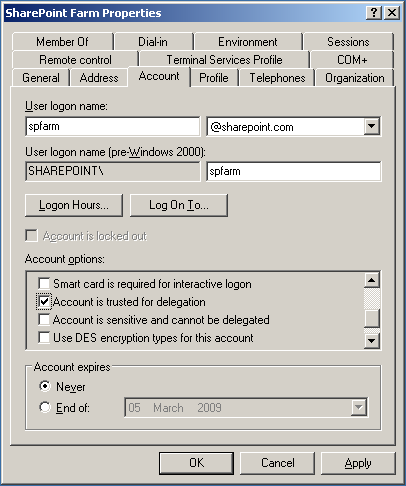 SharePoint Farm Properties
Member Of Dial-in Environment Sessions
Remote control Terminal Services Profile COM+
General Address Account Profile Telephones Organization
User logon name:
spfarm @sharepoint.com
User logon name (pre-Windows 2000):
SHAREPOINT\ spfarm
Logon Hours... Log On To...
Account is locked out
Account options:
Smart card is required for interactive logon
Account is trusted for delegation
Account is sensitive and cannot be delegated
Use DES encryption types for this account
Account expires
Never
End of: 05 March 2009
OK Cancel Apply